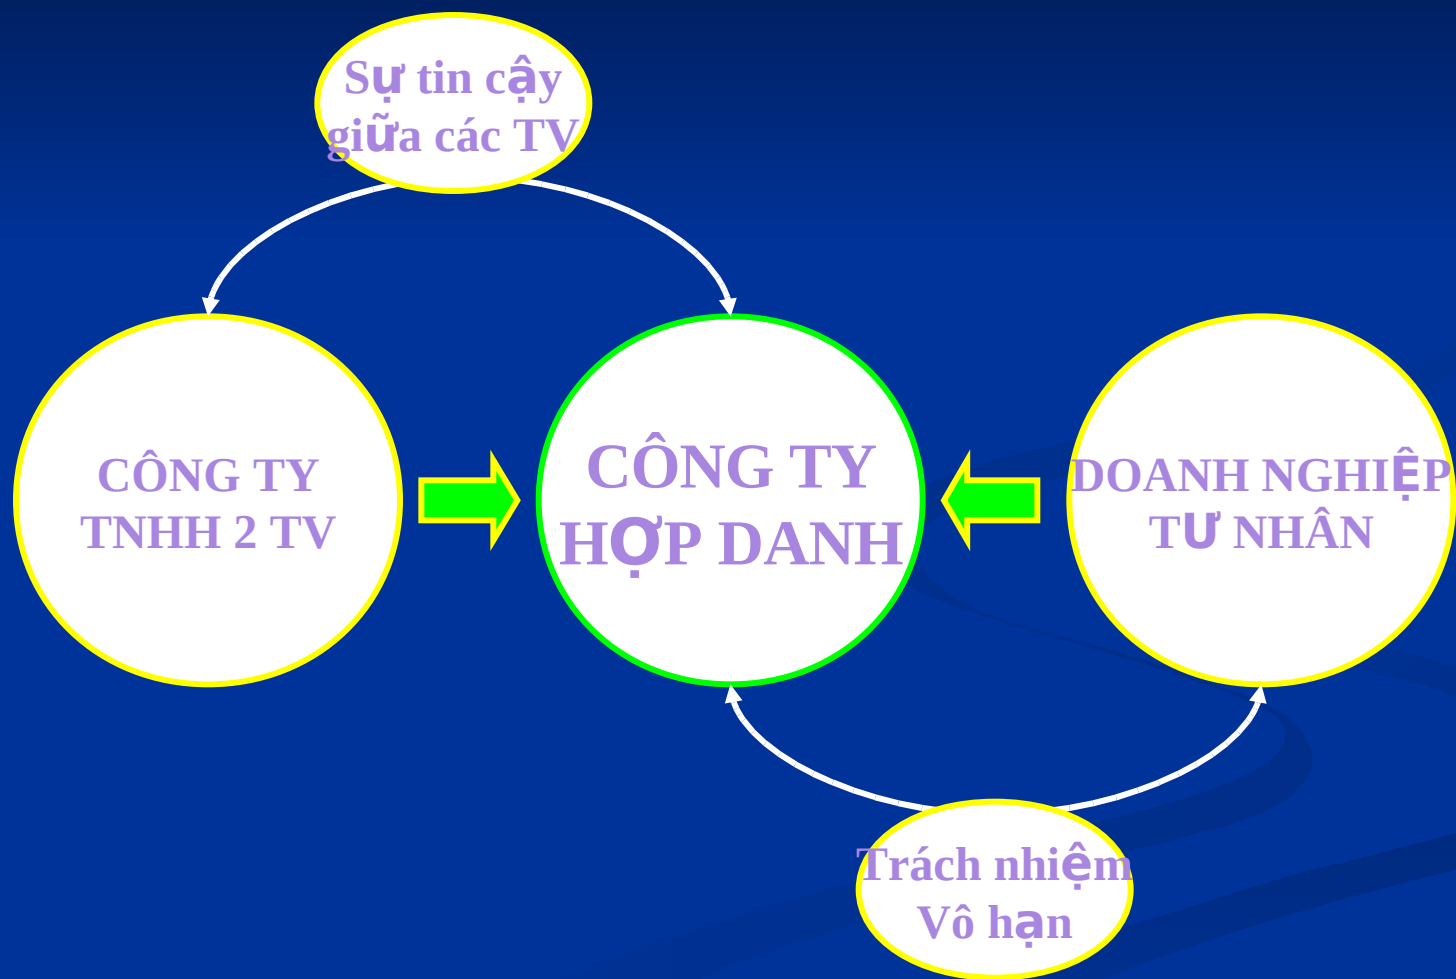 Sự tin cậy
giữa các TV
CÔNG TY
TNHH 2 TV
CÔNG TY
HỢP DANH
DOANH NGHIỆP
TƯ NHÂN
Trách nhiệm
Vô hạn